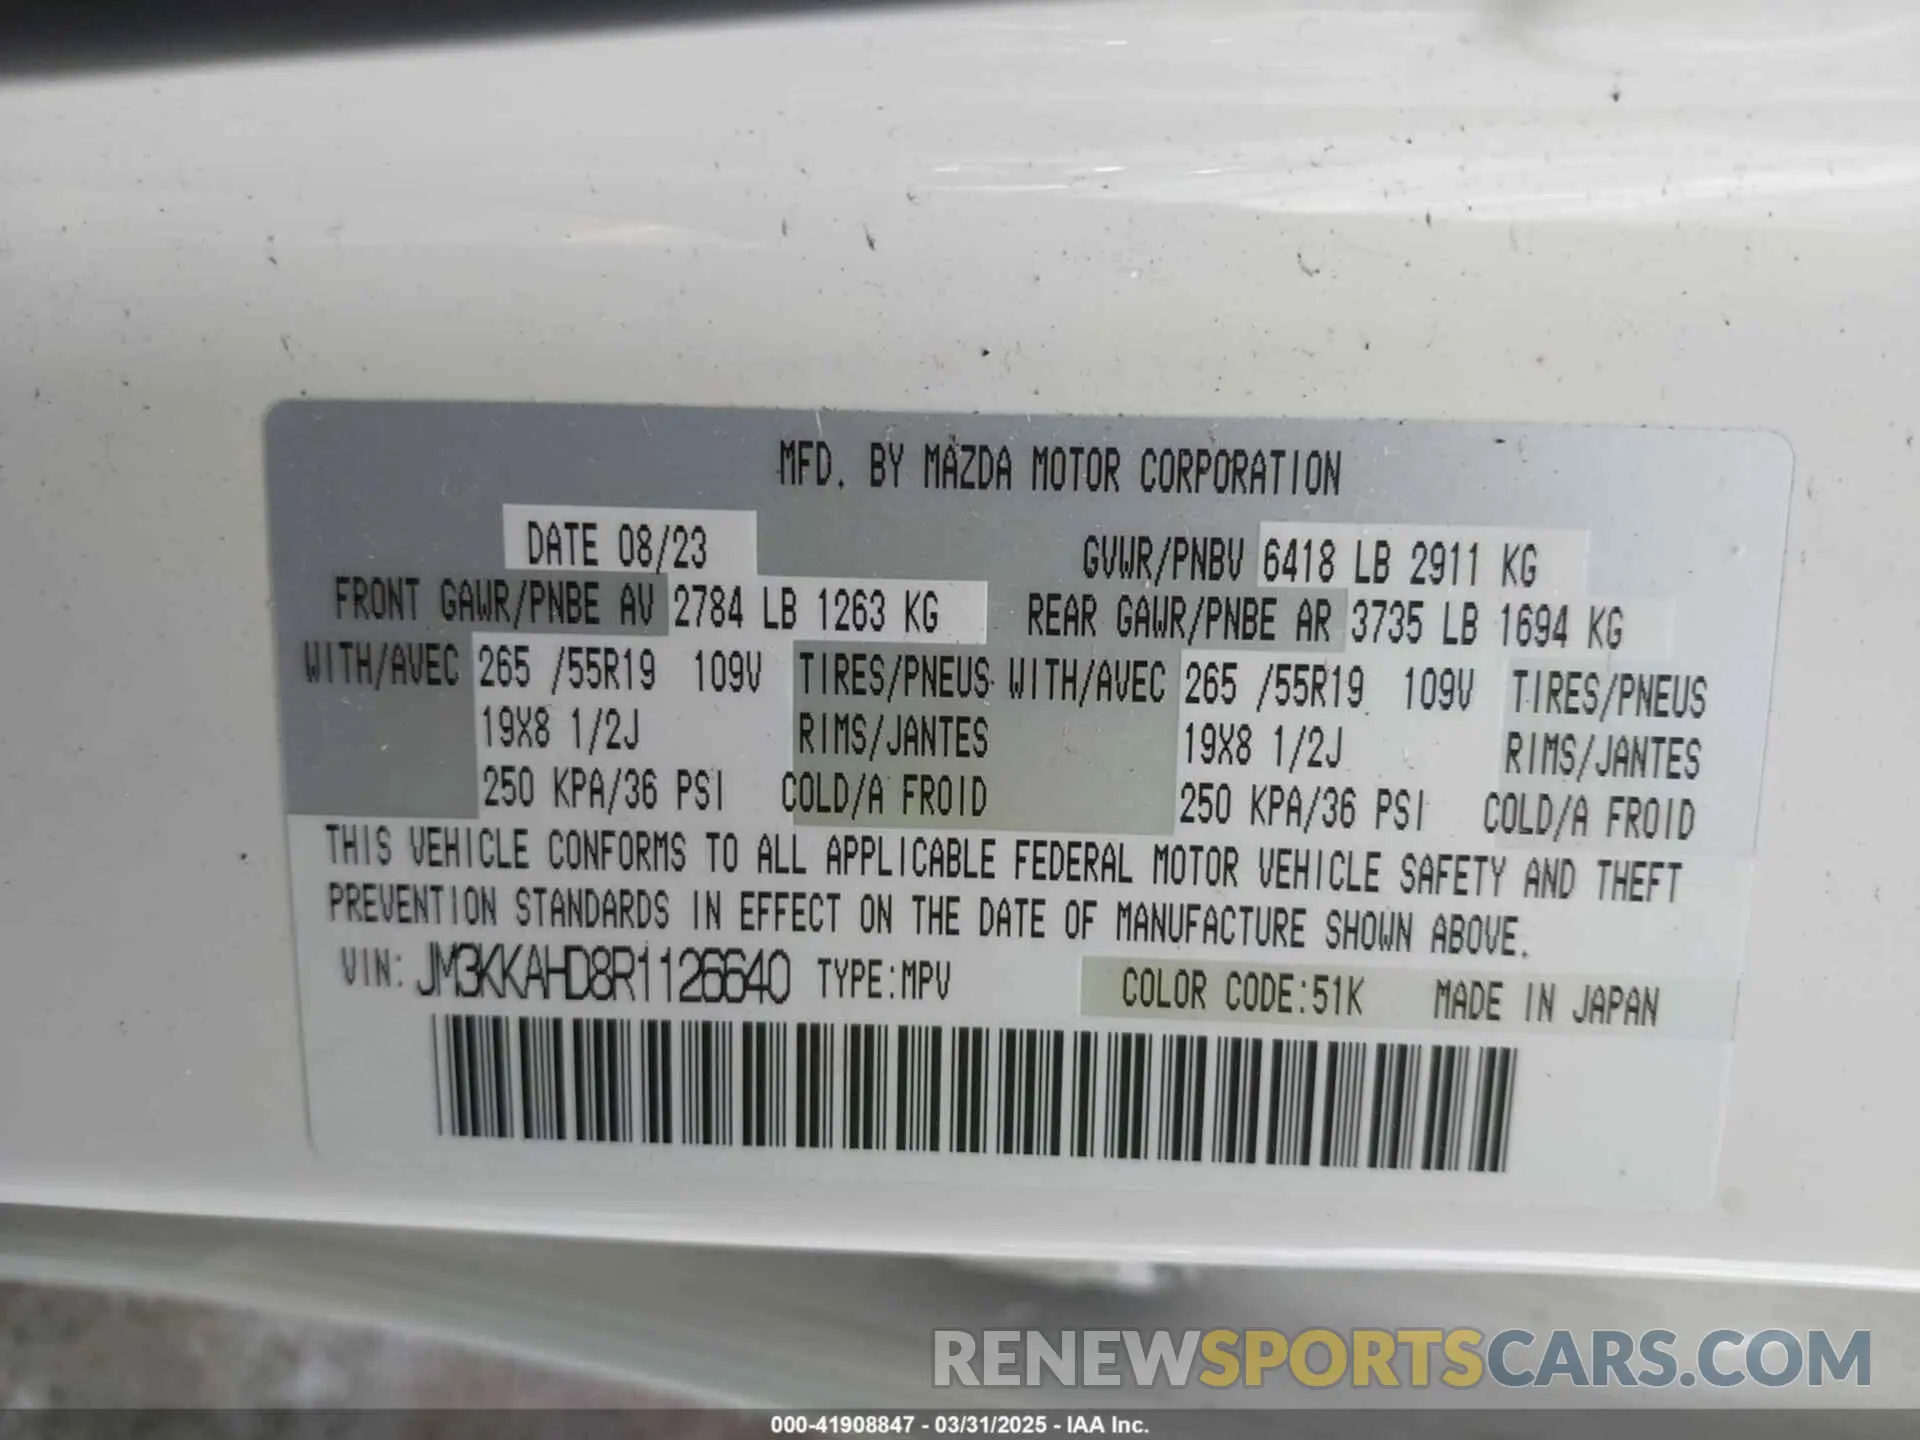 MFD. BY MAZDA MOTOR CORPORATION
DATE 08/23 GVWR/PNBV 6418 LB 2911 KG
FRONT GAWR/PNBE AV 2784 LB 1263 KG REAR GAWR/PNBE AR 3735 LB 1694 KG
WITH/AVEC 265 /55R19 109V TIRES/PNEUS WITH/AVEC 265 /55R19 109V TIRES/PNEUS
19X8 1/2J RIMS/JANTES 19X8 1/2J RIMS/JANTES
250 KPA/36 PSI COLD/A FROID 250 KPA/36 PSI COLD/A FROID
THIS VEHICLE CONFORMS TO ALL APPLICABLE FEDERAL MOTOR VEHICLE SAFETY AND THEFT
PREVENTION STANDARDS IN EFFECT ON THE DATE OF MANUFACTURE SHOWN ABOVE.
VIN: JM3KKAHD8R1126640 TYPE:MPV COLOR CODE:51K MADE IN JAPAN
RENEWSPORTSCARS.COM
000-41908847 - 03/31/2025 - IAA Inc.